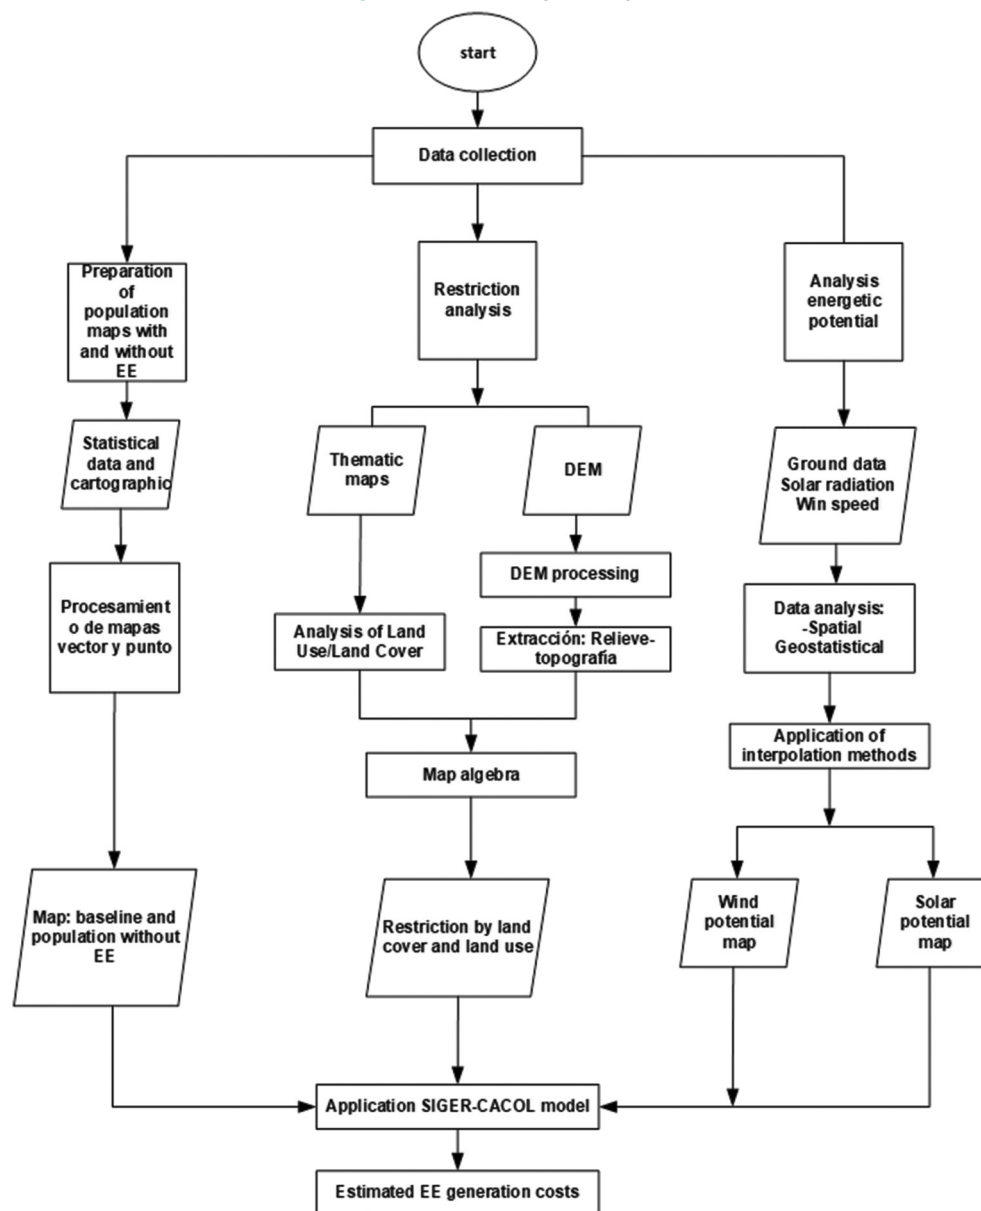 start
Data collection
Preparation
of
population
maps with
and without
EE
Statistical
data and
cartographic
Procesamient
o de mapas
vector y punto
Map: baseline and
population without
EE
Restriction
analysis
Thematic
maps
DEM
DEM processing
Analysis of Land
Use/Land Cover
Extracción: Relieve-
topografía
Map algebra
Restriction by land
cover and land use
Analysis
energetic
potential
Ground data
Solar radiation
Win speed
Data analysis:
-Spatial
Geostatistical
Application of
interpolation methods
Wind
potential
map
Solar
potential
map
Application SIGER-CACOL model
Estimated EE generation costs